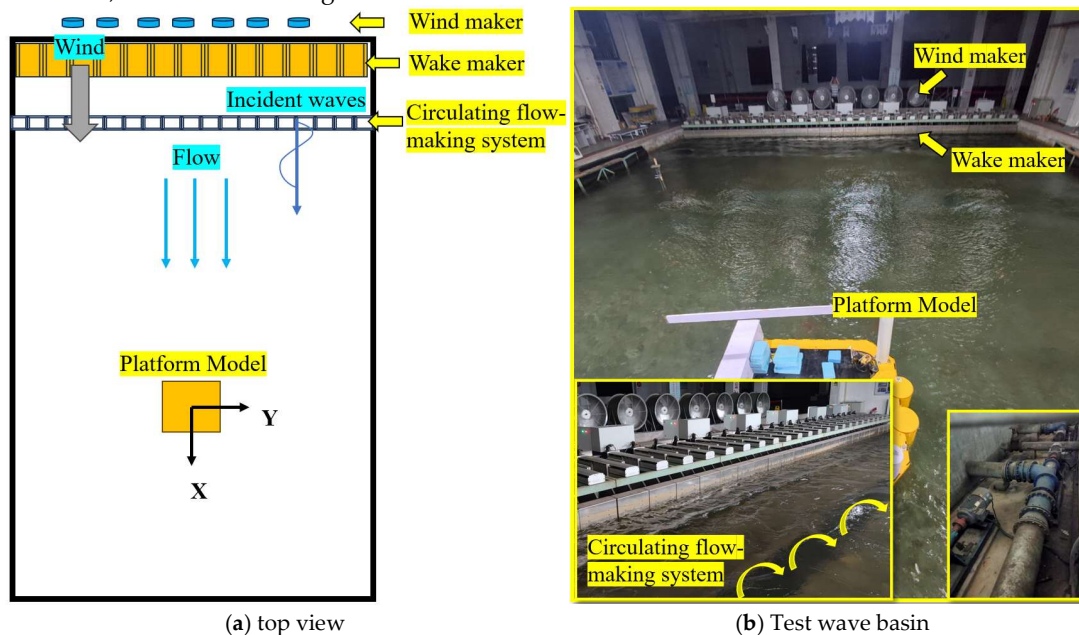 Wind maker
Wind
Wake maker
Incident waves
Circulating flow-
making system
Flow
Platform Model
Y
X
(a) top view
Wind maker
Wake maker
Platform Model
Circulating flow-
making system
(b) Test wave basin